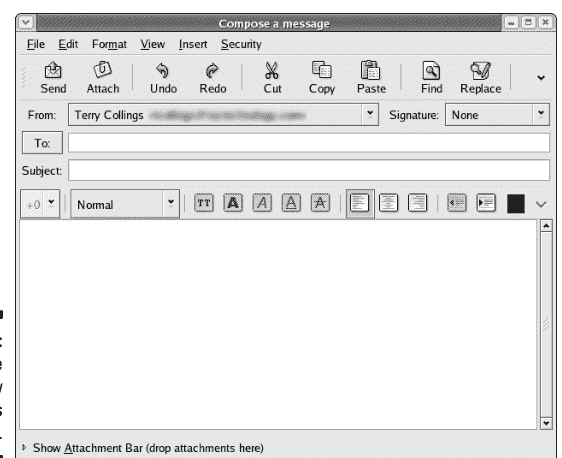 Compose a message
File Edit Format View Insert Security
Send Attach Undo Redo Cut Copy Paste Find Replace
From: Terry Collings Signature: None
To:
Subject:
+0 Normal TT A A A A
Show Attachment Bar (drop attachments here)